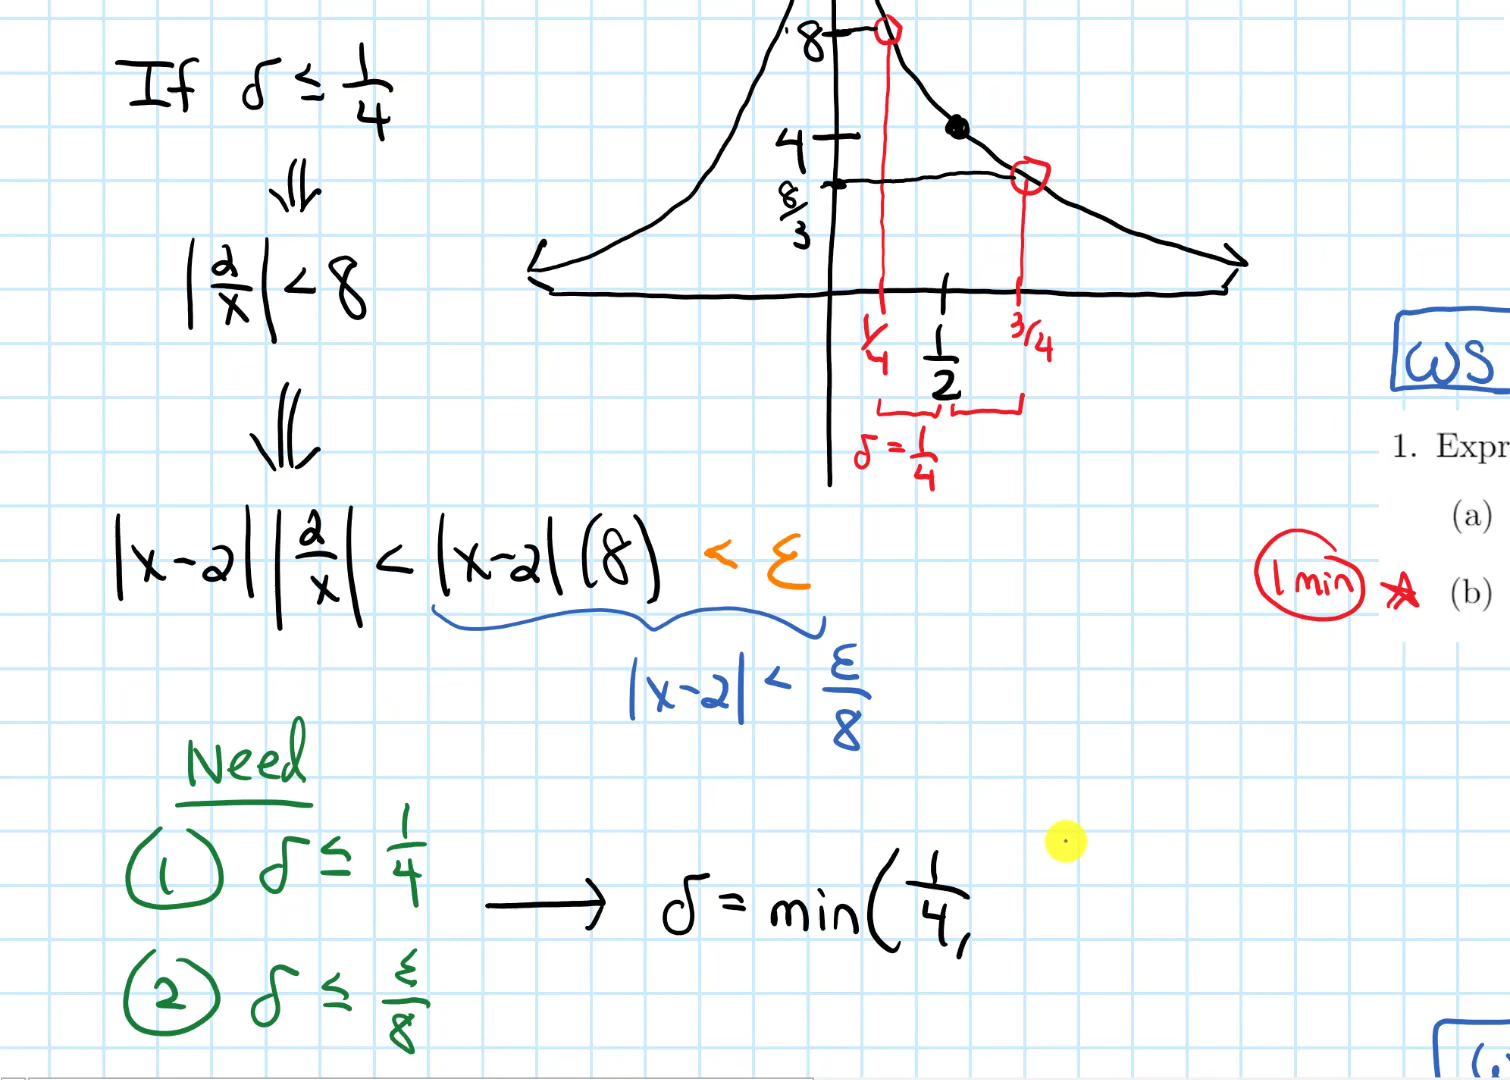 If δ ≤ 1/4
⇓
|2/x| < 8
⇓
|x-2| |2/x| < |x-2| (8) < ε
|x-2| < ε/8
8
4
8/3
1/4
1/2
3/4
δ = 1/4
WS
1. Expr
(a)
1 min ☆ (b)
Need
① δ ≤ 1/4
② δ ≤ ε/8
→ δ = min(1/4,